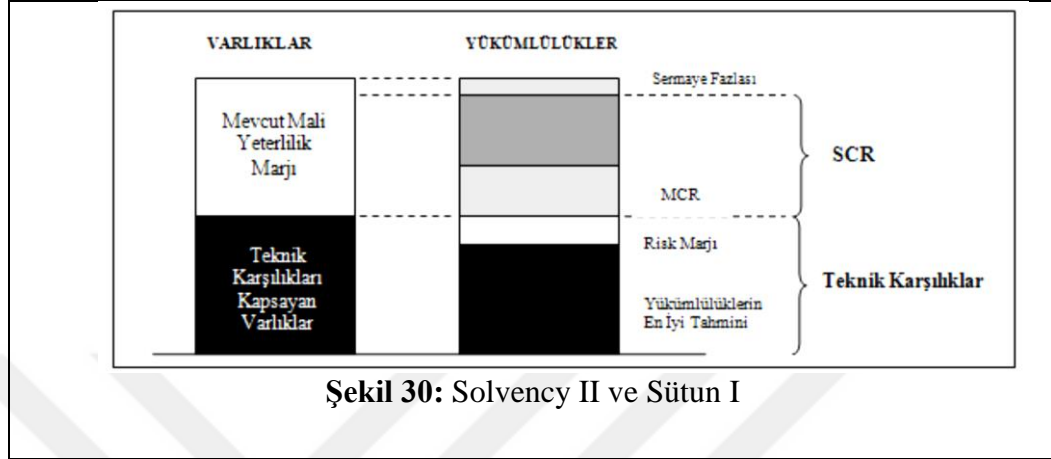 VARLIKLAR
YÜKÜMLÜLÜKLER
Mevcut Mali
Yeterlilik
Marjı
Teknik
Karşılıkları
Kapsayan
Varlıklar
Sermaye Fazlası
SCR
MCR
Risk Marjı
Teknik Karşılıklar
Yükümlülüklerin
En İyi Tahmini
Şekil 30: Solvency II ve Sütun I